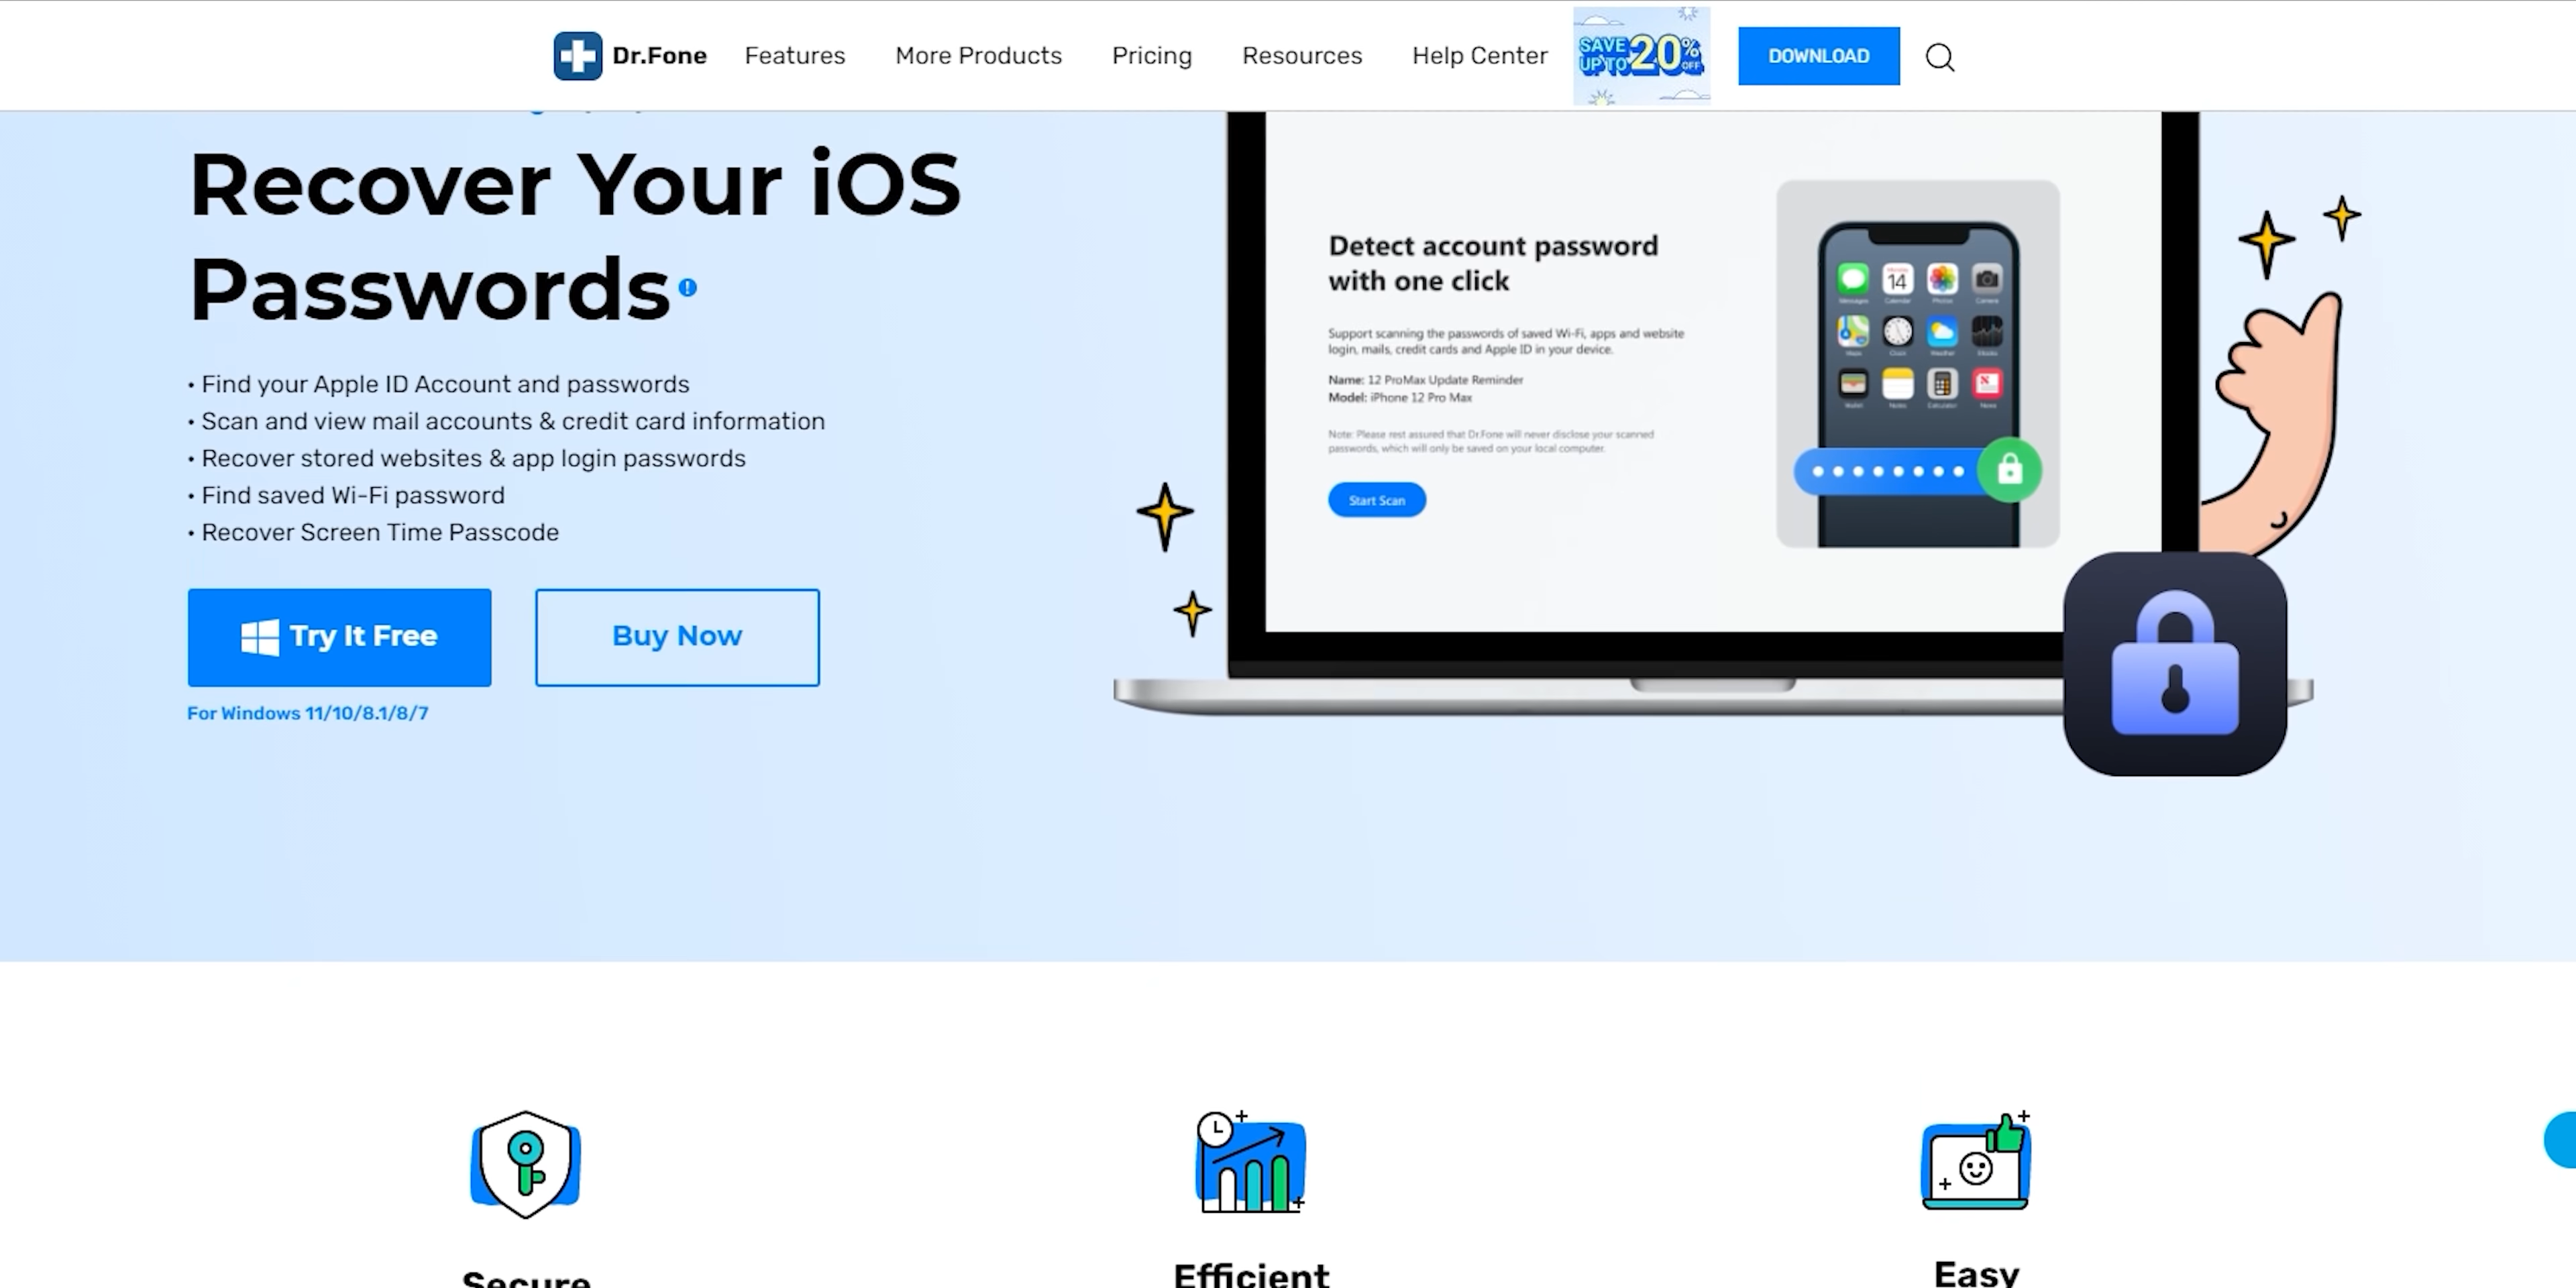 Dr.Fone Features More Products Pricing Resources Help Center SAVE UP TO 20% OFF DOWNLOAD
Recover Your iOS
Passwords
• Find your Apple ID Account and passwords
• Scan and view mail accounts & credit card information
• Recover stored websites & app login passwords
• Find saved Wi-Fi password
• Recover Screen Time Passcode
Try It Free Buy Now
For Windows 11/10/8.1/8/7
Detect account password
with one click
Support scanning the passwords of saved Wi-Fi, apps and website
login, mails, credit cards and Apple ID in your device.
Name: 12 ProMax Update Reminder
Model: iPhone 12 Pro Max
Note: Please rest assured that Dr.Fone will never disclose your scanned
passwords, which will only be saved on your local computer.
Start Scan
14
Secure Efficient Easy